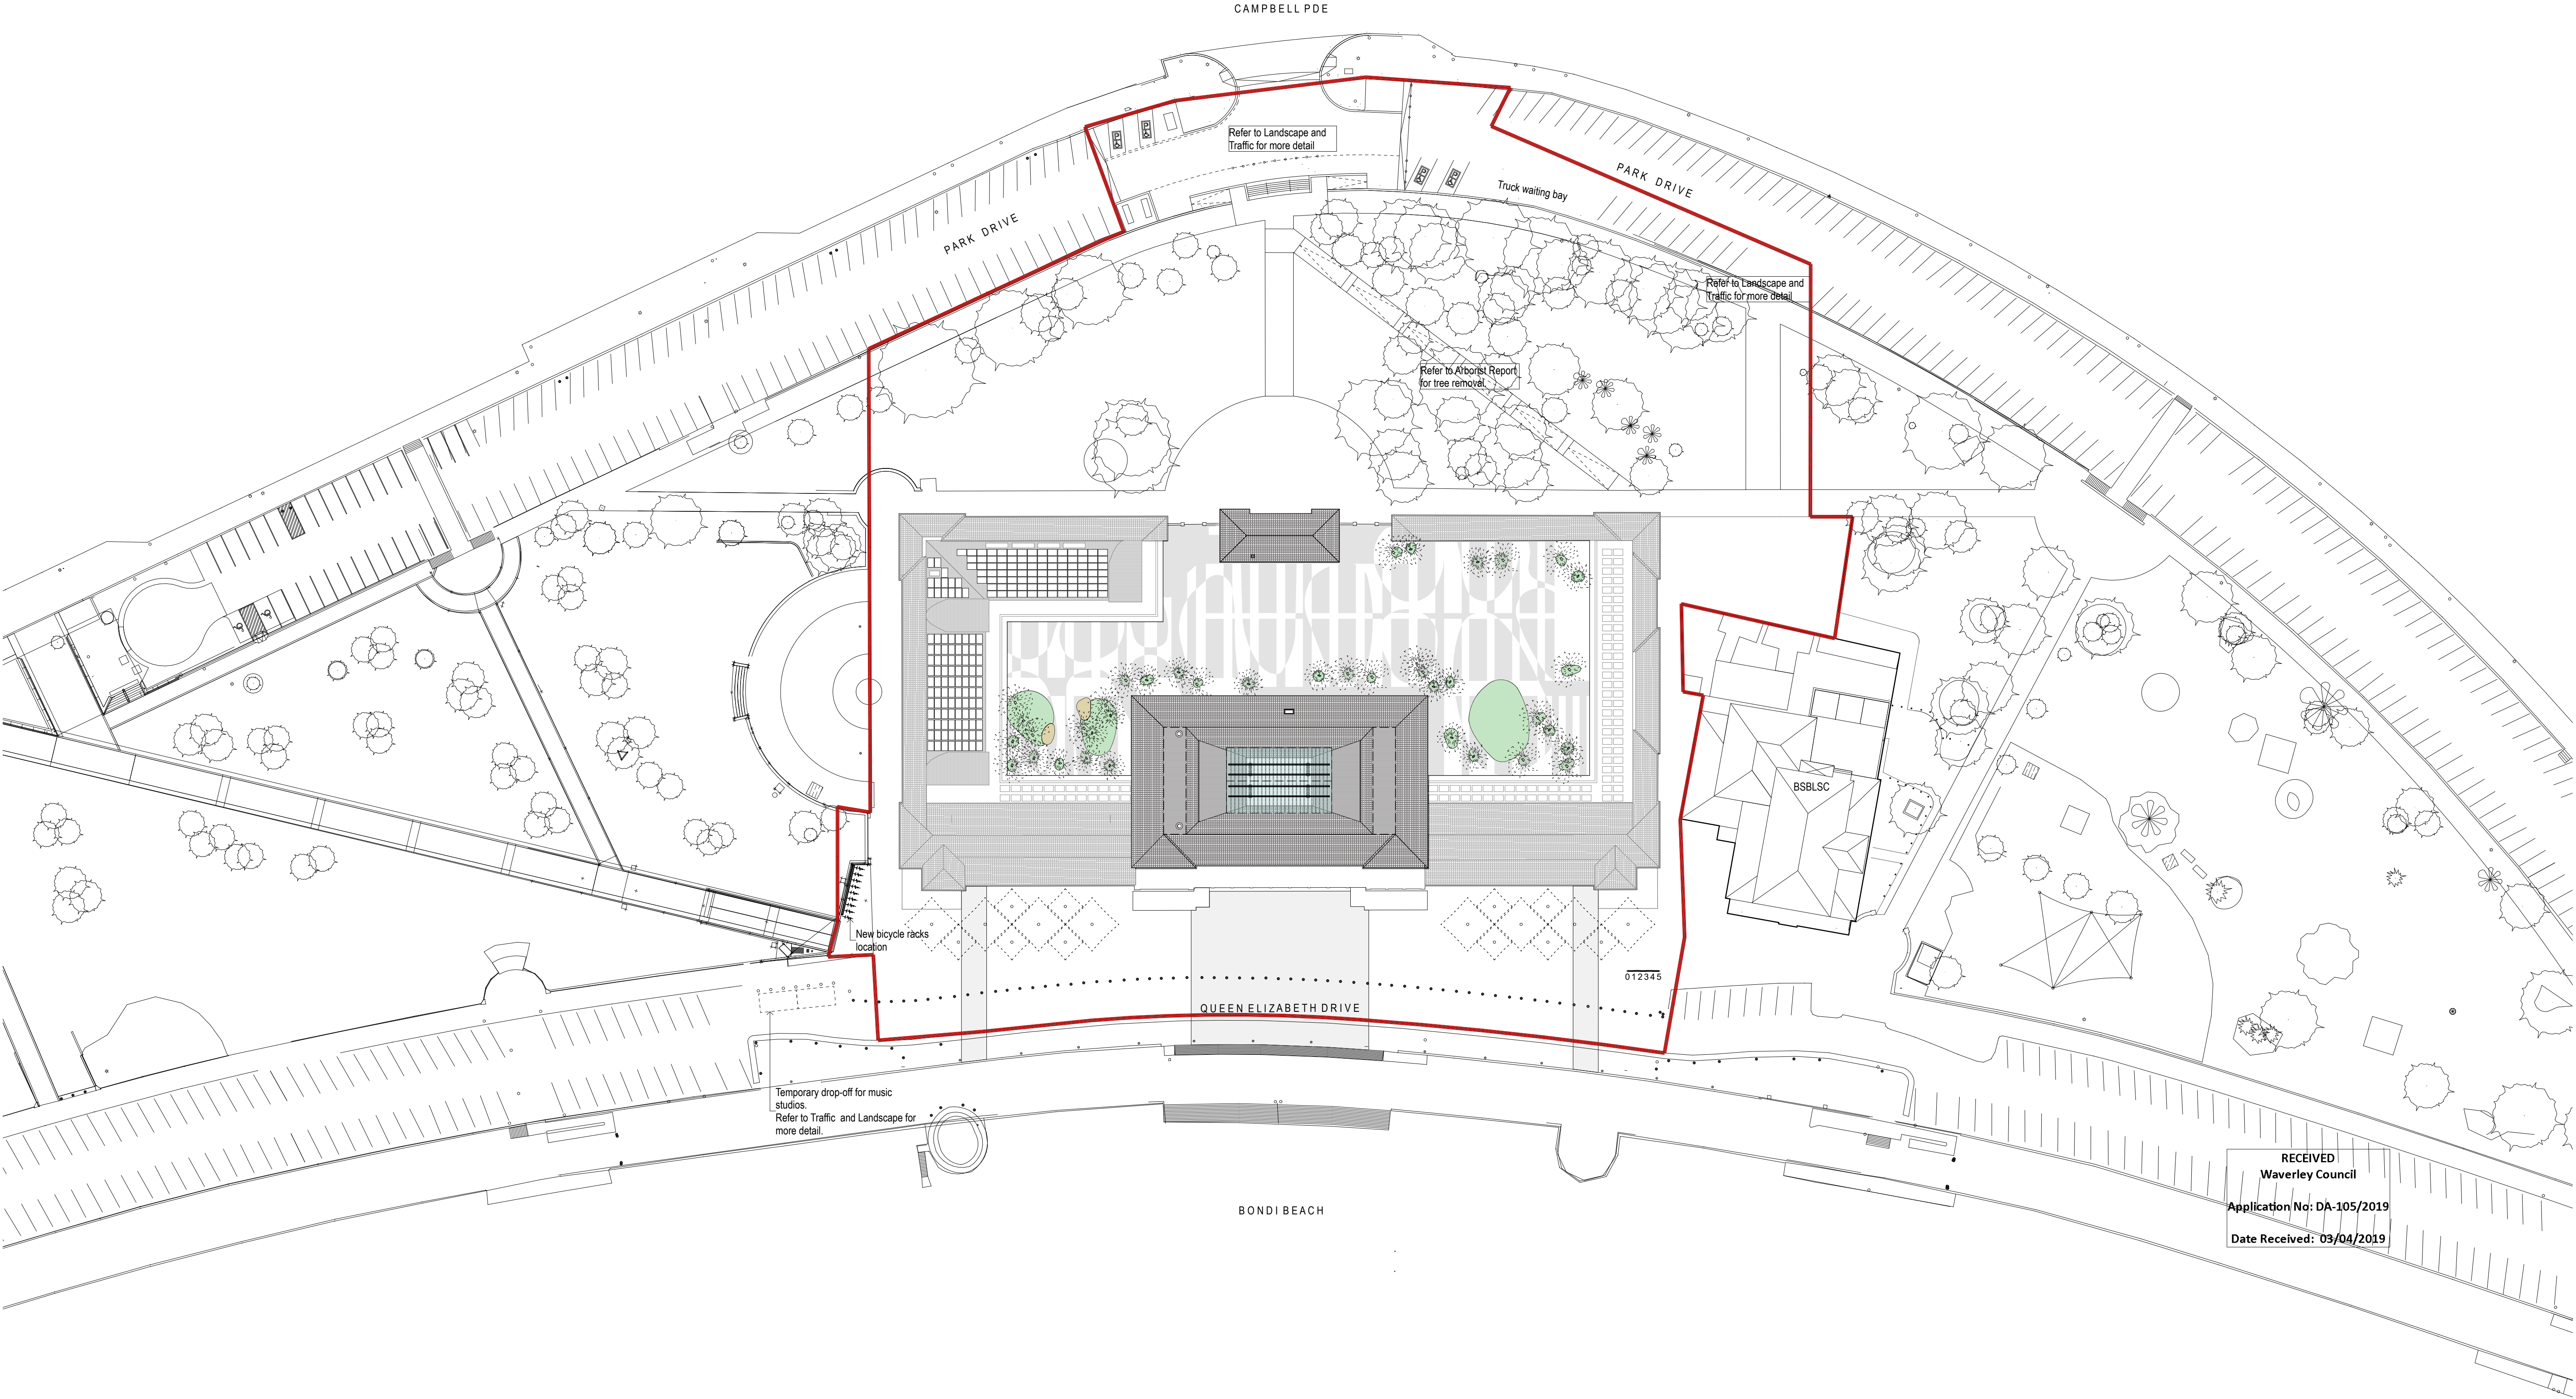 CAMPBELL PDE
Refer to Landscape and
Traffic for more detail
PARK DRIVE
Truck waiting bay
PARK DRIVE
Refer to Landscape and
Traffic for more detail
Refer to Arborist Report
for tree removal.
BSBLSC
New bicycle racks
location
012345
QUEEN ELIZABETH DRIVE
Temporary drop-off for music
studios.
Refer to Traffic and Landscape for
more detail.
BONDI BEACH
RECEIVED
Waverley Council
Application No: DA-105/2019
Date Received: 03/04/2019